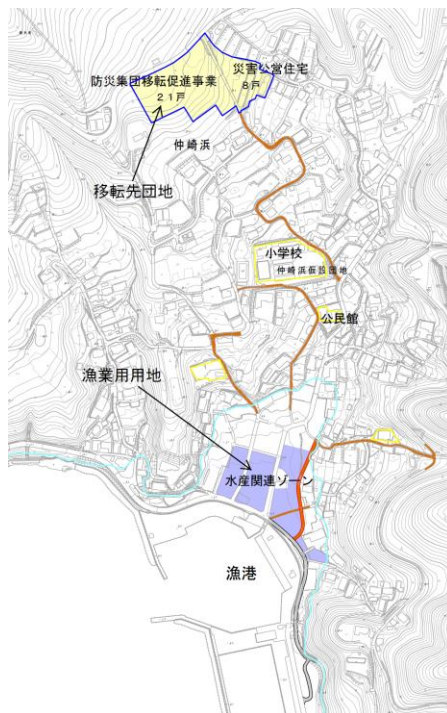 防災集団移転促進事業
21戸
災害公営住宅
8戸
仲崎浜
移転先団地
小学校
仲崎浜仮設団地
公民館
漁業用用地
水産関連ゾーン
漁港